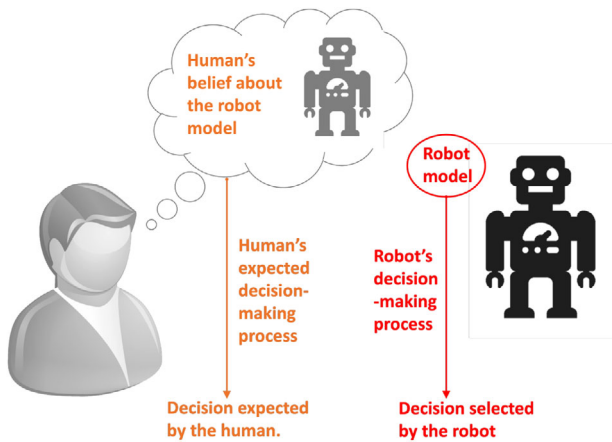 Human's
belief about
the robot
model
Robot
model
Human's
expected
decision-
making
process
Robot's
decision
-making
process
Decision expected
by the human.
Decision selected
by the robot